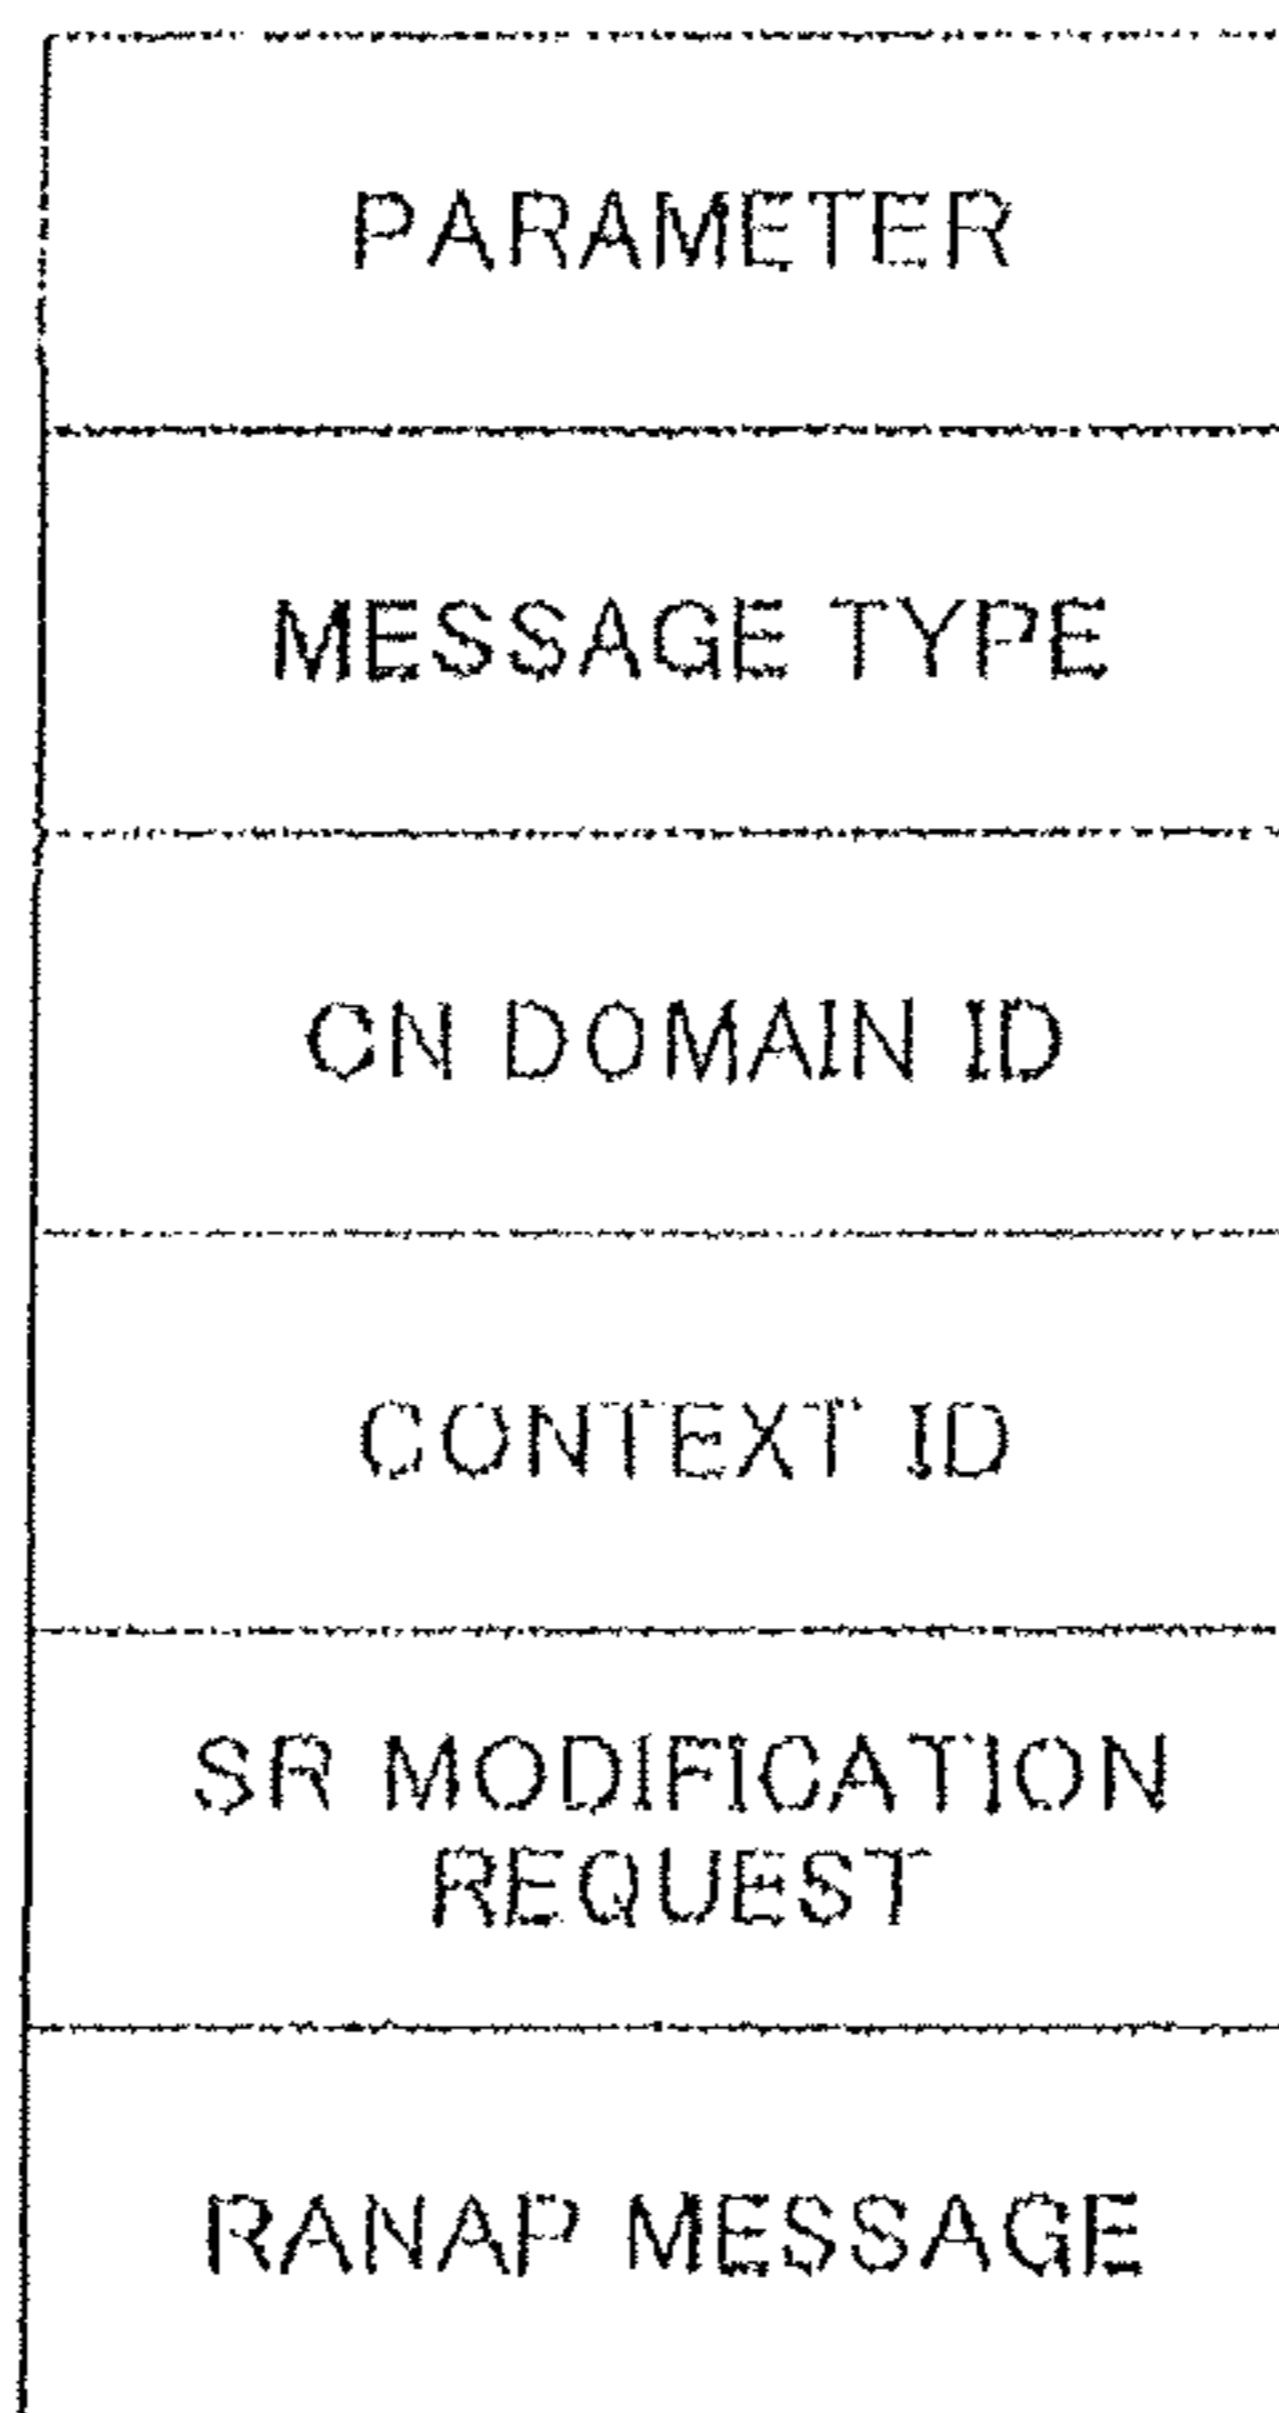 PARAMETER
MESSAGE TYPE
CN DOMAIN ID
CONTEXT ID
SR MODIFICATION
REQUEST
RANAP MESSAGE